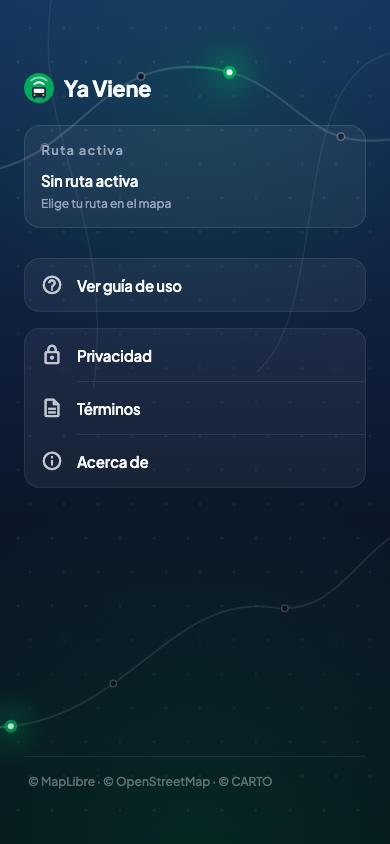 Ya Viene
Ruta activa
Sin ruta activa
Elige tu ruta en el mapa
Ver guía de uso
Privacidad
Términos
Acerca de
© MapLibre · © OpenStreetMap · © CARTO